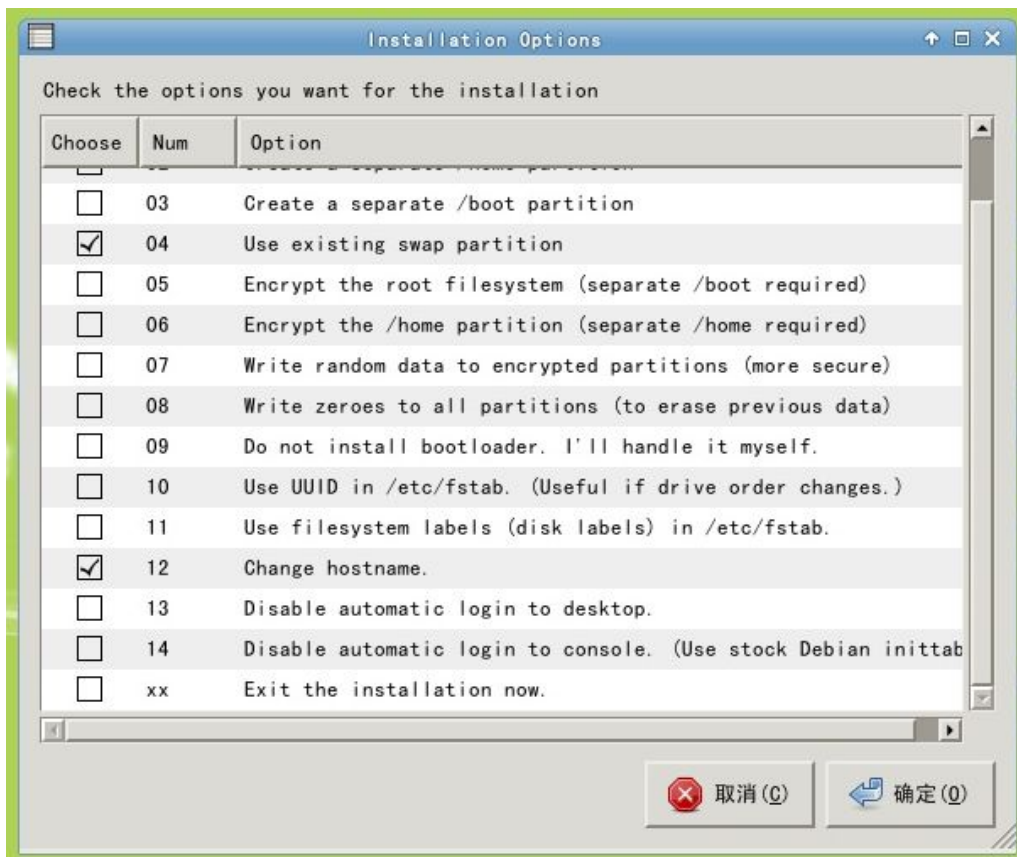 Installation Options
Check the options you want for the installation
Choose Num Option
03 Create a separate /boot partition
04 Use existing swap partition
05 Encrypt the root filesystem (separate /boot required)
06 Encrypt the /home partition (separate /home required)
07 Write random data to encrypted partitions (more secure)
08 Write zeroes to all partitions (to erase previous data)
09 Do not install bootloader. I'll handle it myself.
10 Use UUID in /etc/fstab. (Useful if drive order changes.)
11 Use filesystem labels (disk labels) in /etc/fstab.
12 Change hostname.
13 Disable automatic login to desktop.
14 Disable automatic login to console. (Use stock Debian inittab
xx Exit the installation now.
取消(C) 确定(O)